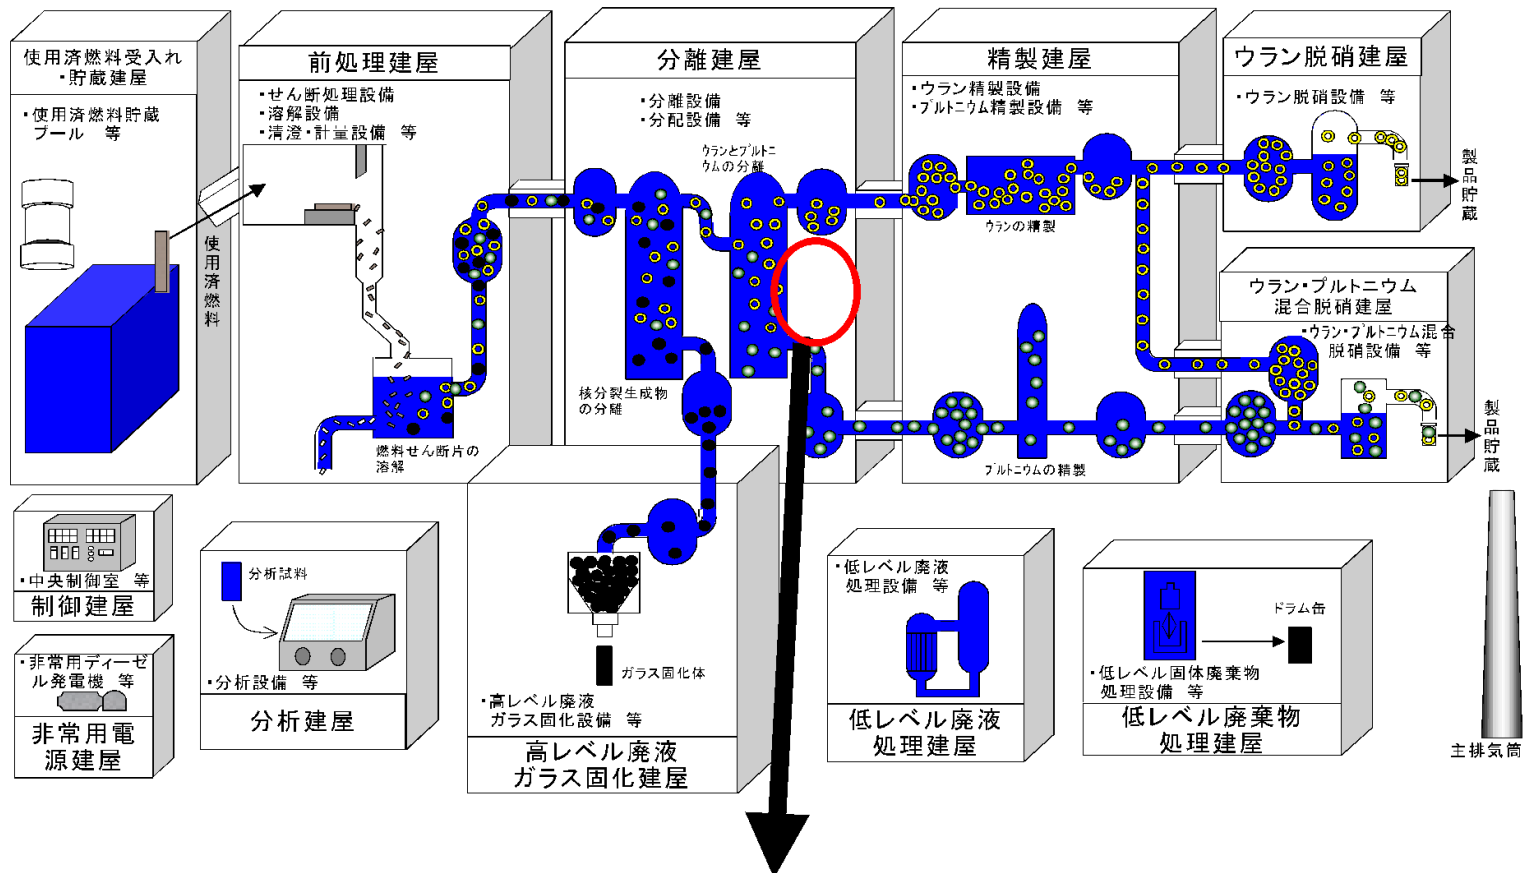 使用済燃料受入れ
・貯蔵建屋
・使用済燃料貯蔵
プール 等
使用済燃料
前処理建屋
・せん断処理設備
・溶解設備
・清澄・計量設備 等
燃料せん断片の
溶解
分離建屋
・分離設備
・分配設備 等
ウランとプルトニ
ウムの分離
核分裂生成物
の分離
精製建屋
・ウラン精製設備
・プルトニウム精製設備 等
ウランの精製
プルトニウムの精製
ウラン脱硝建屋
・ウラン脱硝設備 等
製品貯蔵
ウラン・プルトニウム
混合脱硝建屋
・ウラン・プルトニウム混合
脱硝設備 等
製品貯蔵
・中央制御室 等
制御建屋
・非常用ディーゼ
ル発電機 等
非常用電
源建屋
分析試料
・分析設備 等
分析建屋
ガラス固化体
・高レベル廃液
ガラス固化設備 等
高レベル廃液
ガラス固化建屋
・低レベル廃液
処理設備 等
低レベル廃液
処理建屋
ドラム缶
・低レベル固体廃棄物
処理設備 等
低レベル廃棄物
処理建屋
主排気筒